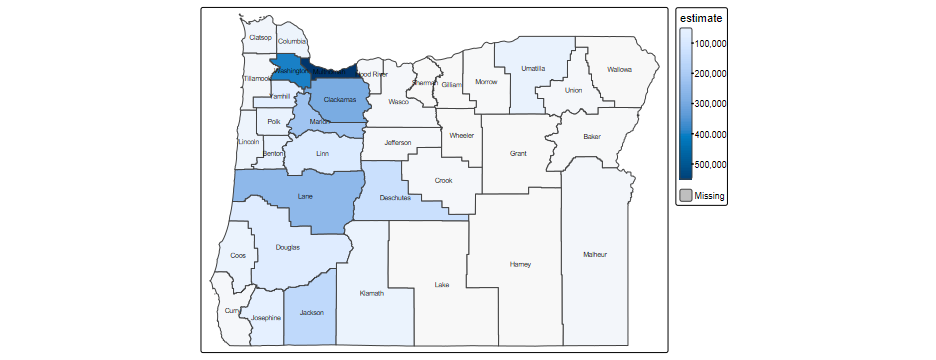 estimate
100,000
200,000
300,000
400,000
500,000
Missing
Clatsop
Columbia
Tillamook
Washington
Hood River
Sherman
Gilliam
Morrow
Umatilla
Union
Wallowa
Yamhill
Clackamas
Wasco
Polk
Marion
Wheeler
Baker
Lincoln
Benton
Linn
Jefferson
Grant
Crook
Lane
Deschutes
Coos
Douglas
Malheur
Harney
Lake
Klamath
Curry
Josephine
Jackson